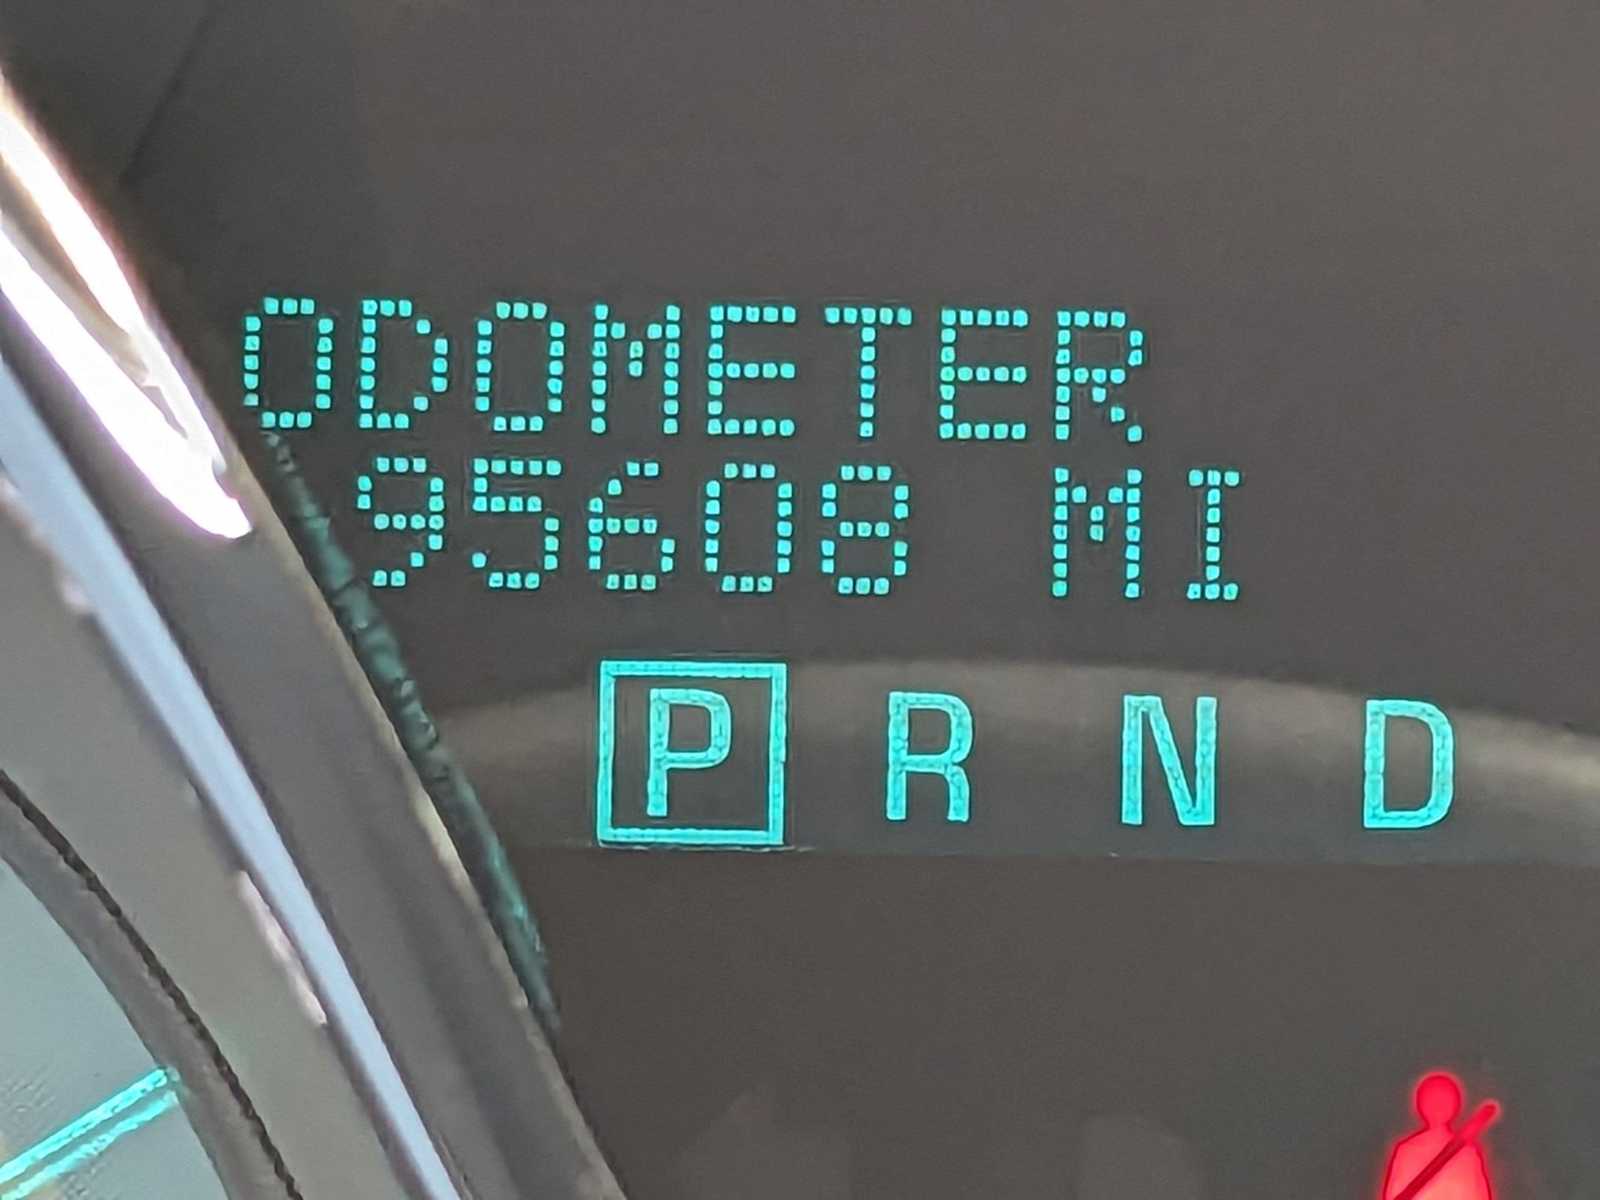 ODOMETER
95608 MI
P R N D